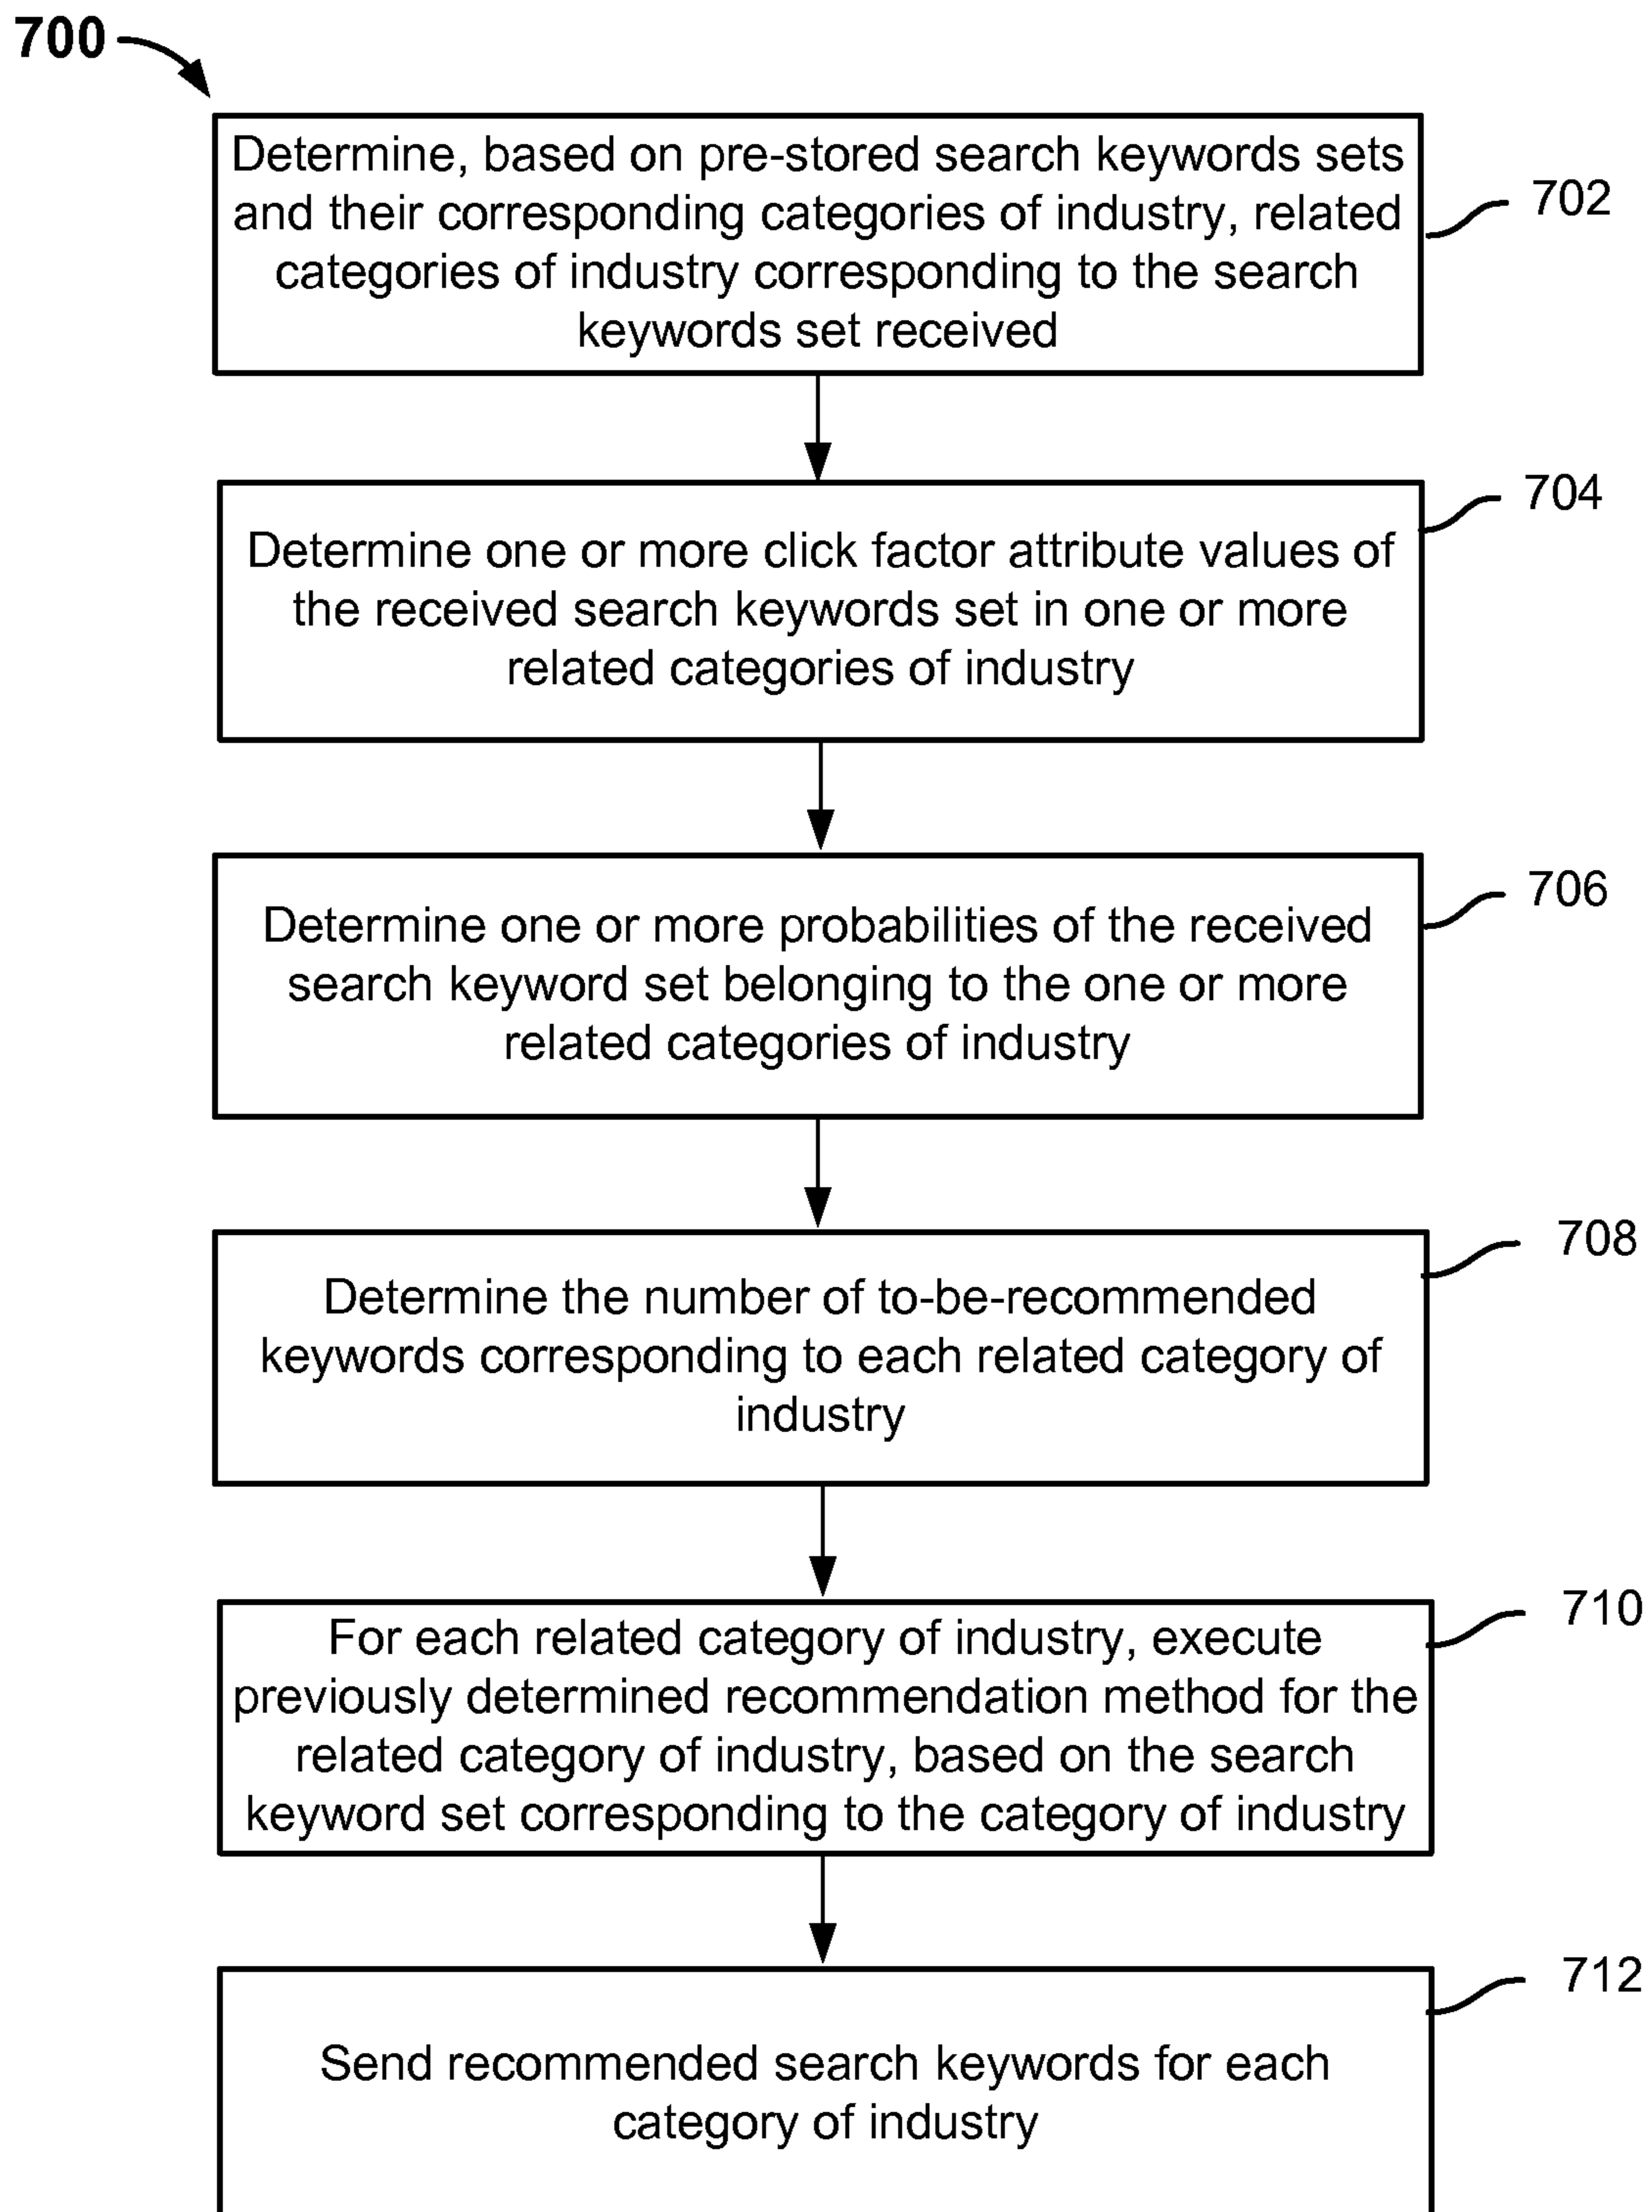 700
Determine, based on pre-stored search keywords sets
and their corresponding categories of industry, related
categories of industry corresponding to the search
keywords set received
702
Determine one or more click factor attribute values of
the received search keywords set in one or more
related categories of industry
704
Determine one or more probabilities of the received
search keyword set belonging to the one or more
related categories of industry
706
Determine the number of to-be-recommended
keywords corresponding to each related category of
industry
708
For each related category of industry, execute
previously determined recommendation method for the
related category of industry, based on the search
keyword set corresponding to the category of industry
710
Send recommended search keywords for each
category of industry
712